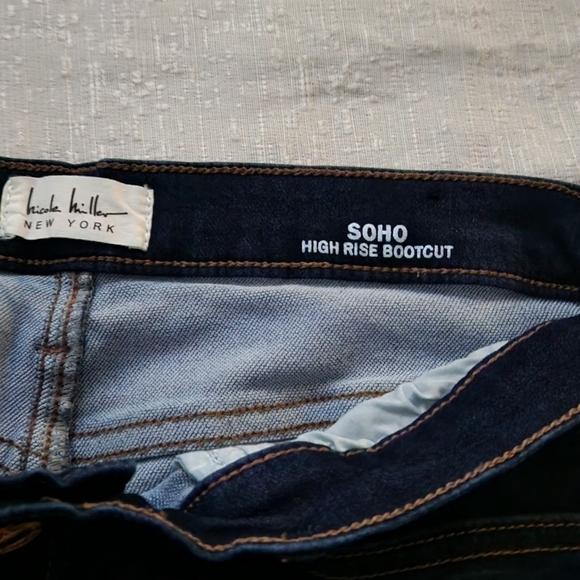 nicole miller
NEW YORK
SOHO
HIGH RISE BOOTCUT